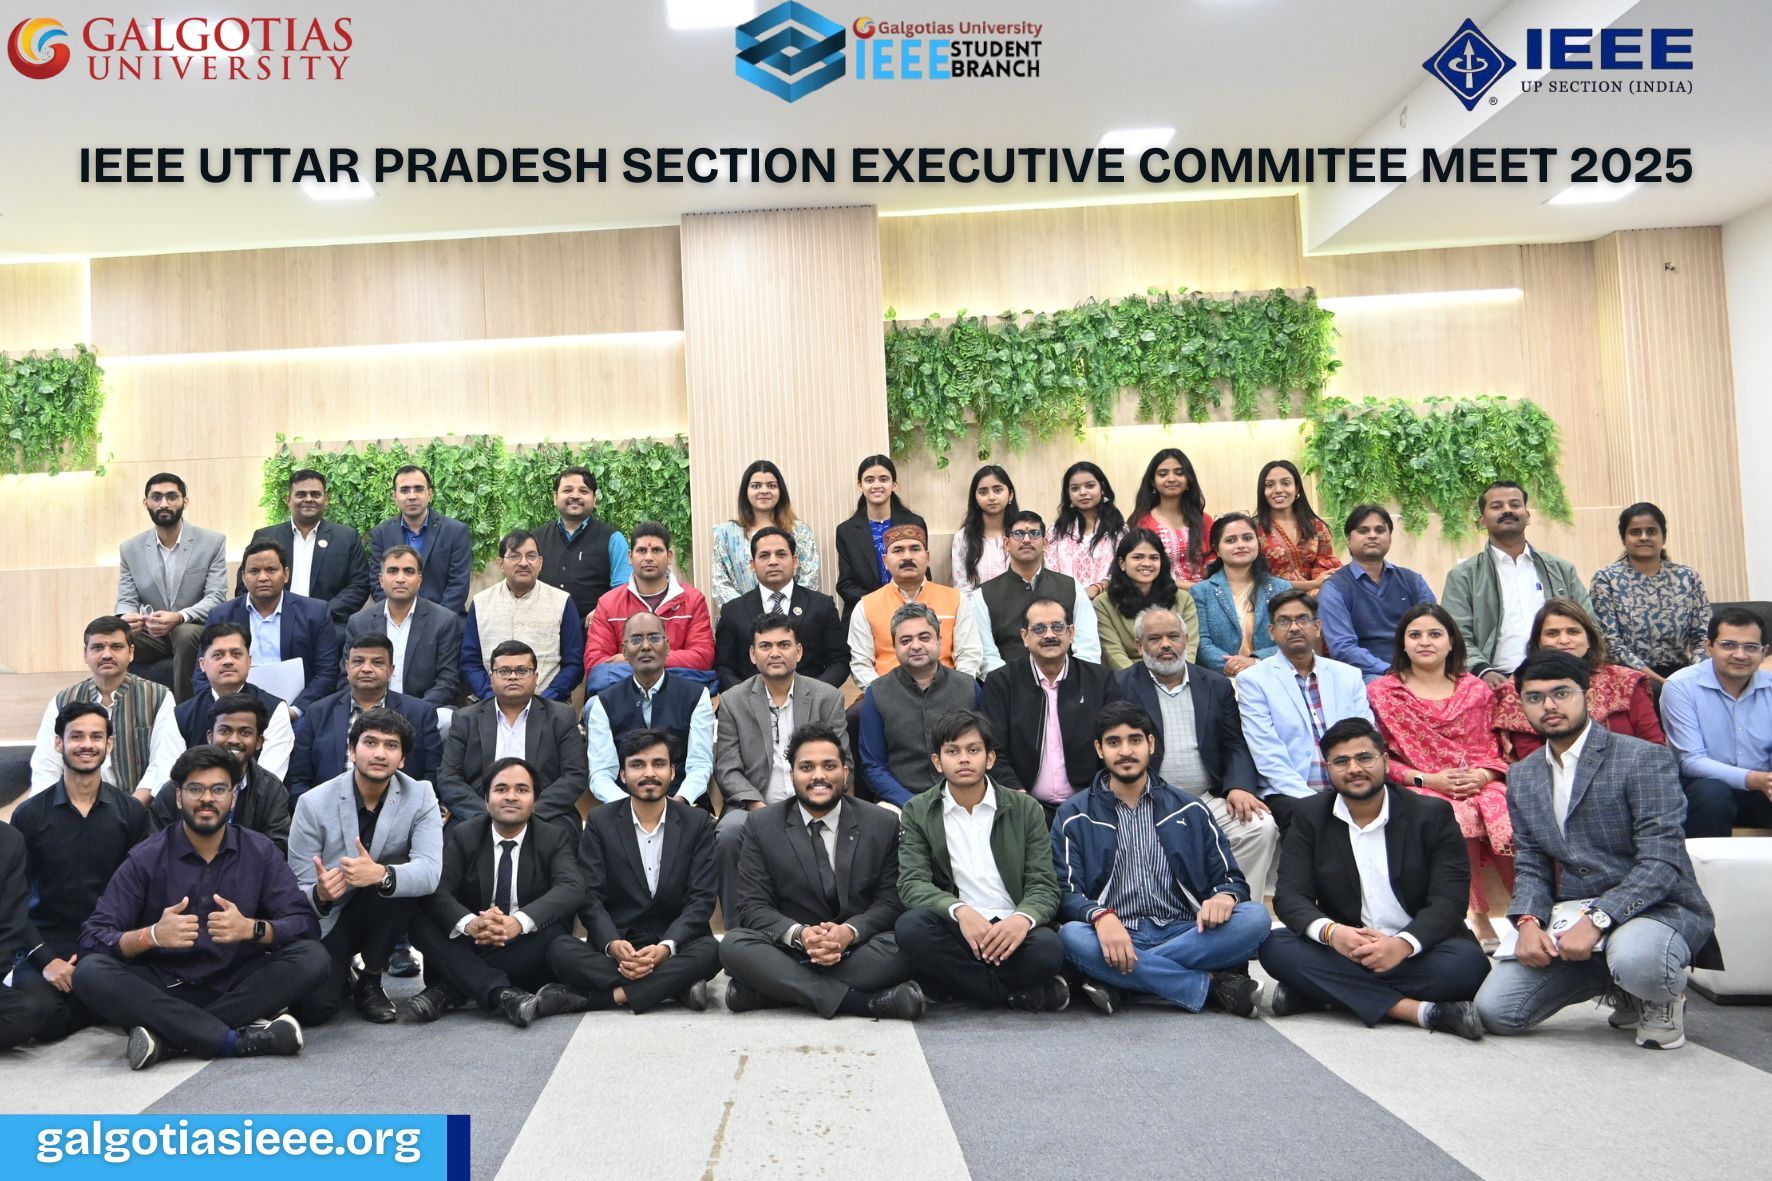 GALGOTIAS
UNIVERSITY
Galgotias University
IEEE STUDENT
BRANCH
IEEE
UP SECTION (INDIA)
®
IEEE UTTAR PRADESH SECTION EXECUTIVE COMMITEE MEET 2025
galgotiasieee.org